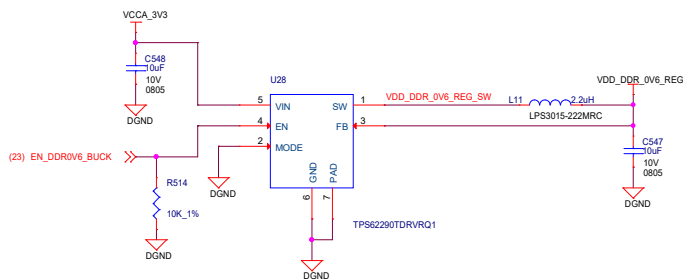 VCCA_3V3
C548
10uF
10V
0805
DGND
U28
5 VIN SW 1
VDD_DDR_0V6_REG_SW
L11 2.2uH
LPS3015-222MRC
VDD_DDR_0V6_REG
4 EN FB 3
2 MODE
GND
PAD
6 7
(23) EN_DDR0V6_BUCK
R514
10K_1%
DGND
DGND
TPS62290TDRVRQ1
DGND
C547
10uF
10V
0805
DGND